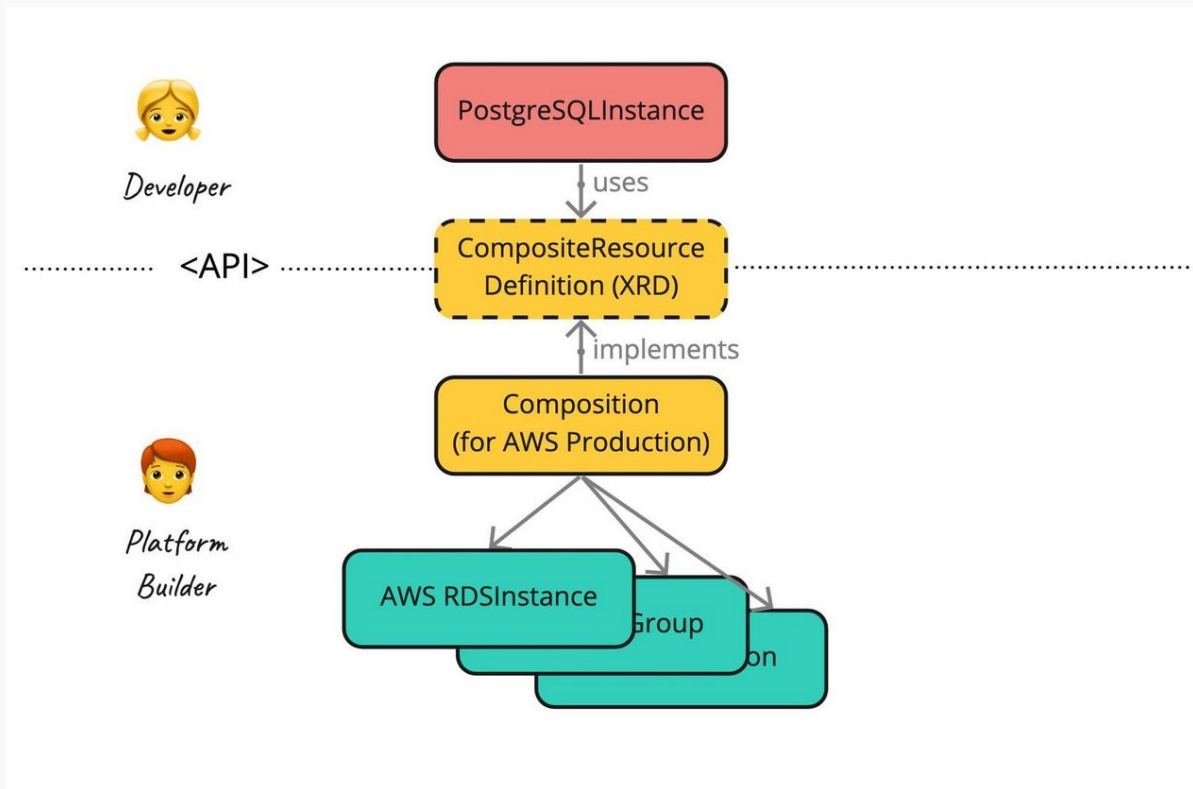 PostgreSQLInstance
Developer
uses
<API>
CompositeResource
Definition (XRD)
implements
Composition
(for AWS Production)
Platform
Builder
AWS RDSInstance
Group
on